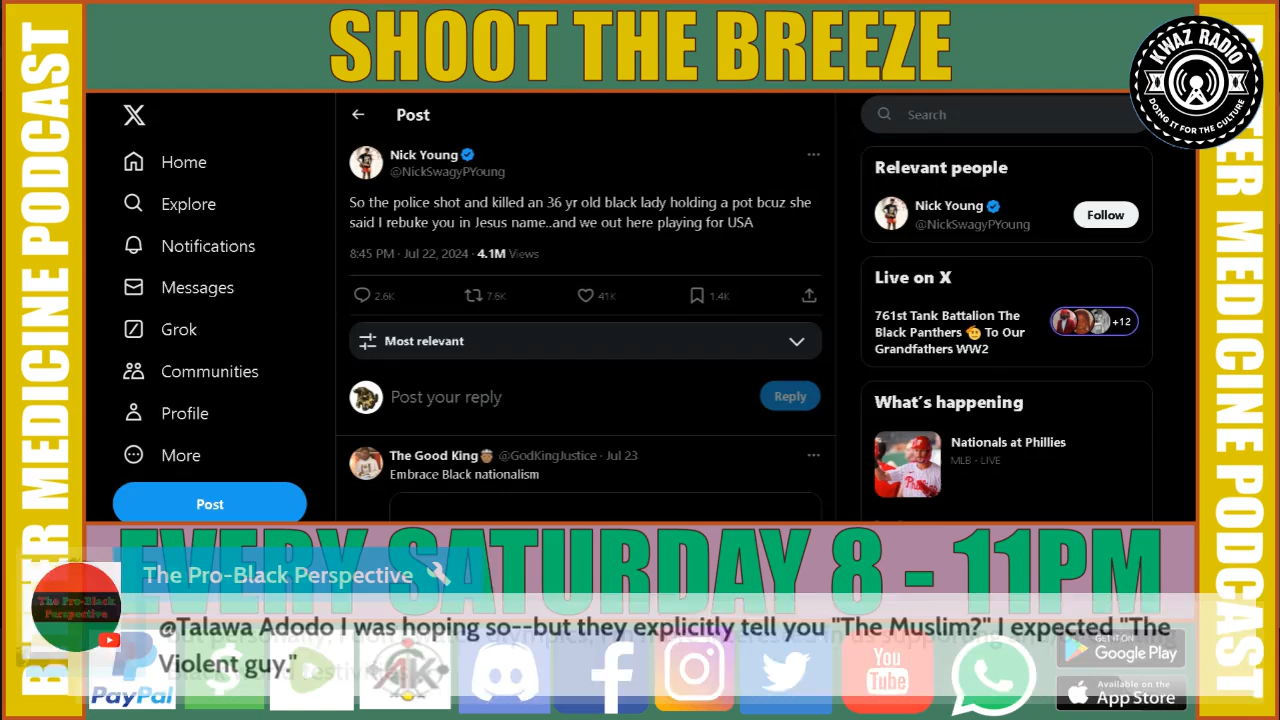 SHOOT THE BREEZE
BITTER MEDICINE PODCAST
KWAZ RADIO
DOING IT FOR THE CULTURE
Home
Explore
Notifications
Messages
Grok
Communities
Profile
More
Post
Post
Nick Young
@NickSwagyPYoung
So the police shot and killed an 36 yr old black lady holding a pot bcuz she
said I rebuke you in Jesus name..and we out here playing for USA
8:45 PM · Jul 22, 2024 · 4.1M Views
2.6K
7.6K
41K
1.4K
Most relevant
Post your reply
Reply
The Good King @GodKingJustice · Jul 23
Embrace Black nationalism
Search
Relevant people
Nick Young
@NickSwagyPYoung
Follow
Live on X
761st Tank Battalion The
Black Panthers 🫡 To Our
Grandfathers WW2
+12
What's happening
Nationals at Phillies
MLB · LIVE
MEDICINE PODCAST
EVERY SATURDAY 8 - 11PM
The Pro-Black Perspective
The Pro-Black
Perspective
@Talawa Adodo I was hoping so--but they explicitly tell you "The Muslim?" I expected "The
Violent guy."
PayPal
You
Tube
GET IT ON
Google Play
Available on the
App Store